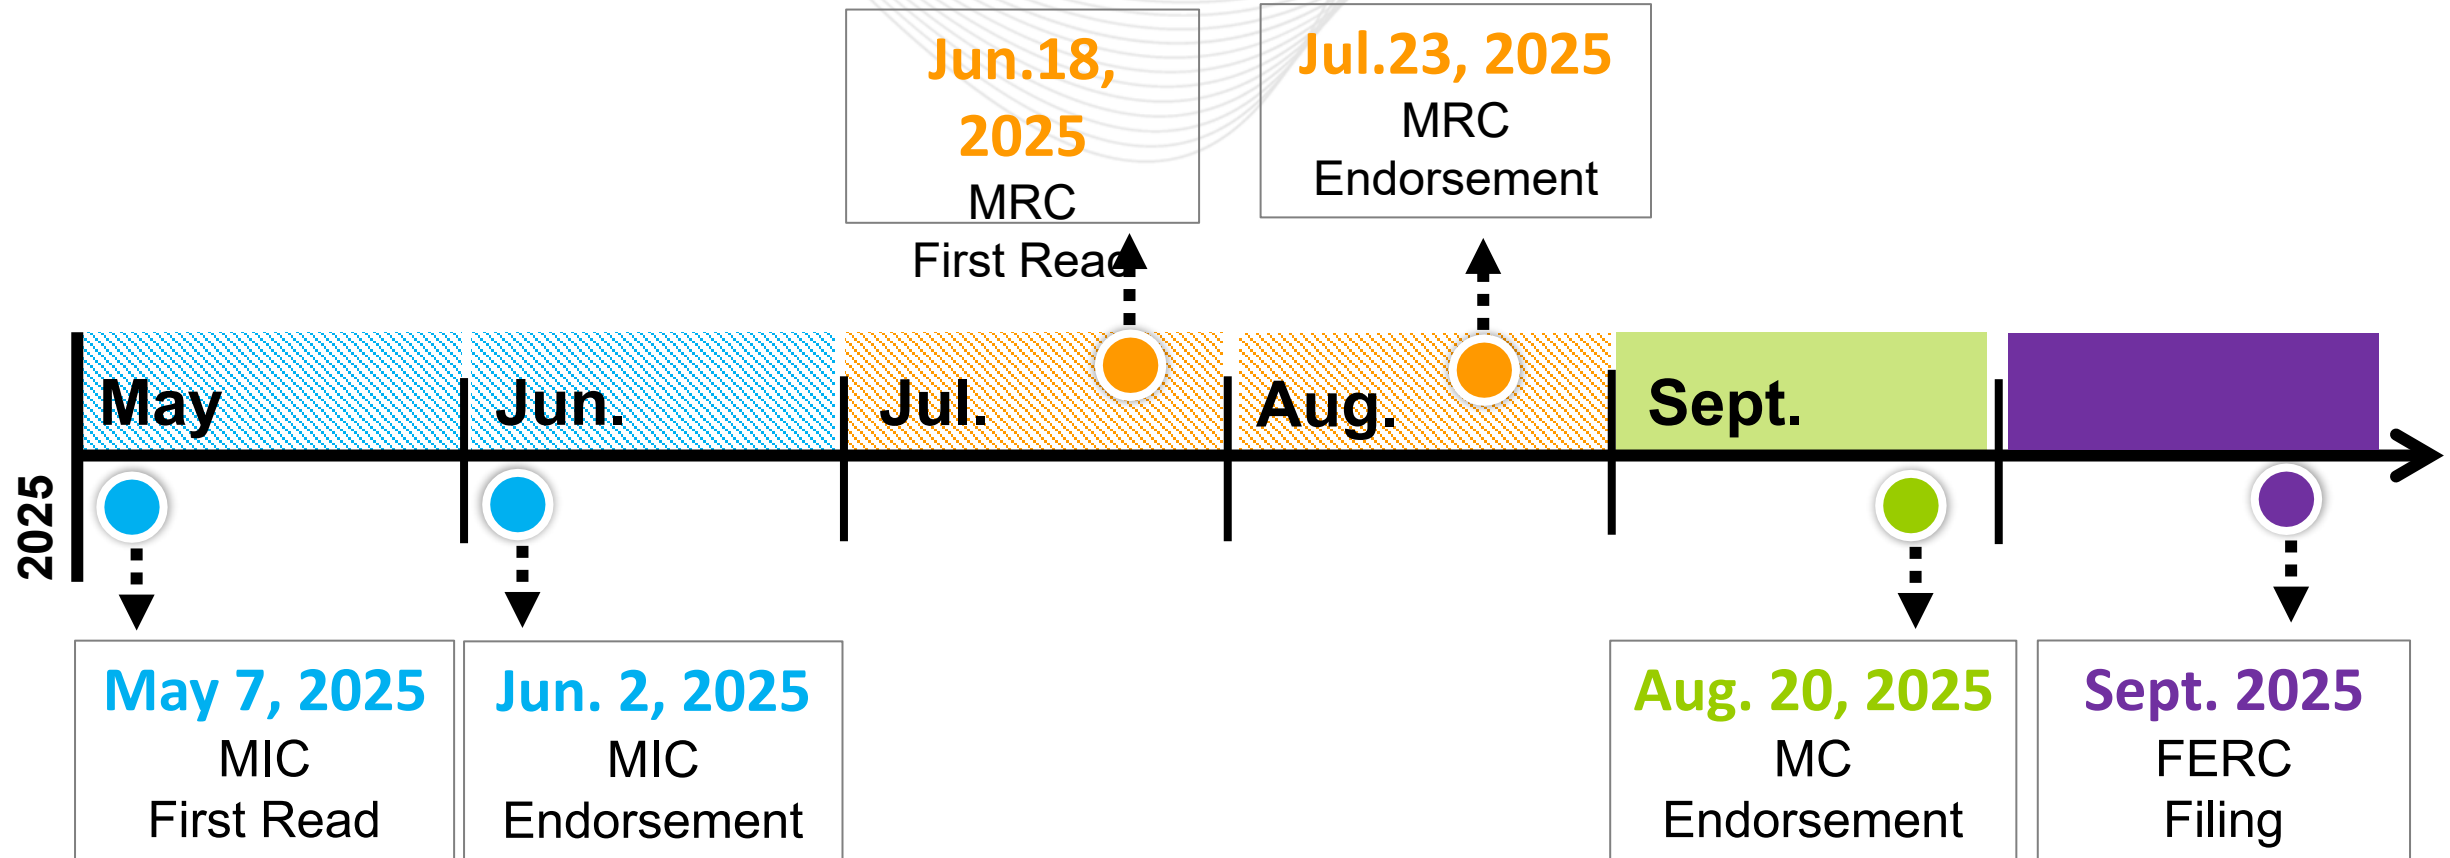 Jun.18,
2025
MRC
First Read
Jul.23, 2025
MRC
Endorsement
May
Jun.
Jul.
Aug.
Sept.
2025
May 7, 2025
MIC
First Read
Jun. 2, 2025
MIC
Endorsement
Aug. 20, 2025
MC
Endorsement
Sept. 2025
FERC
Filing